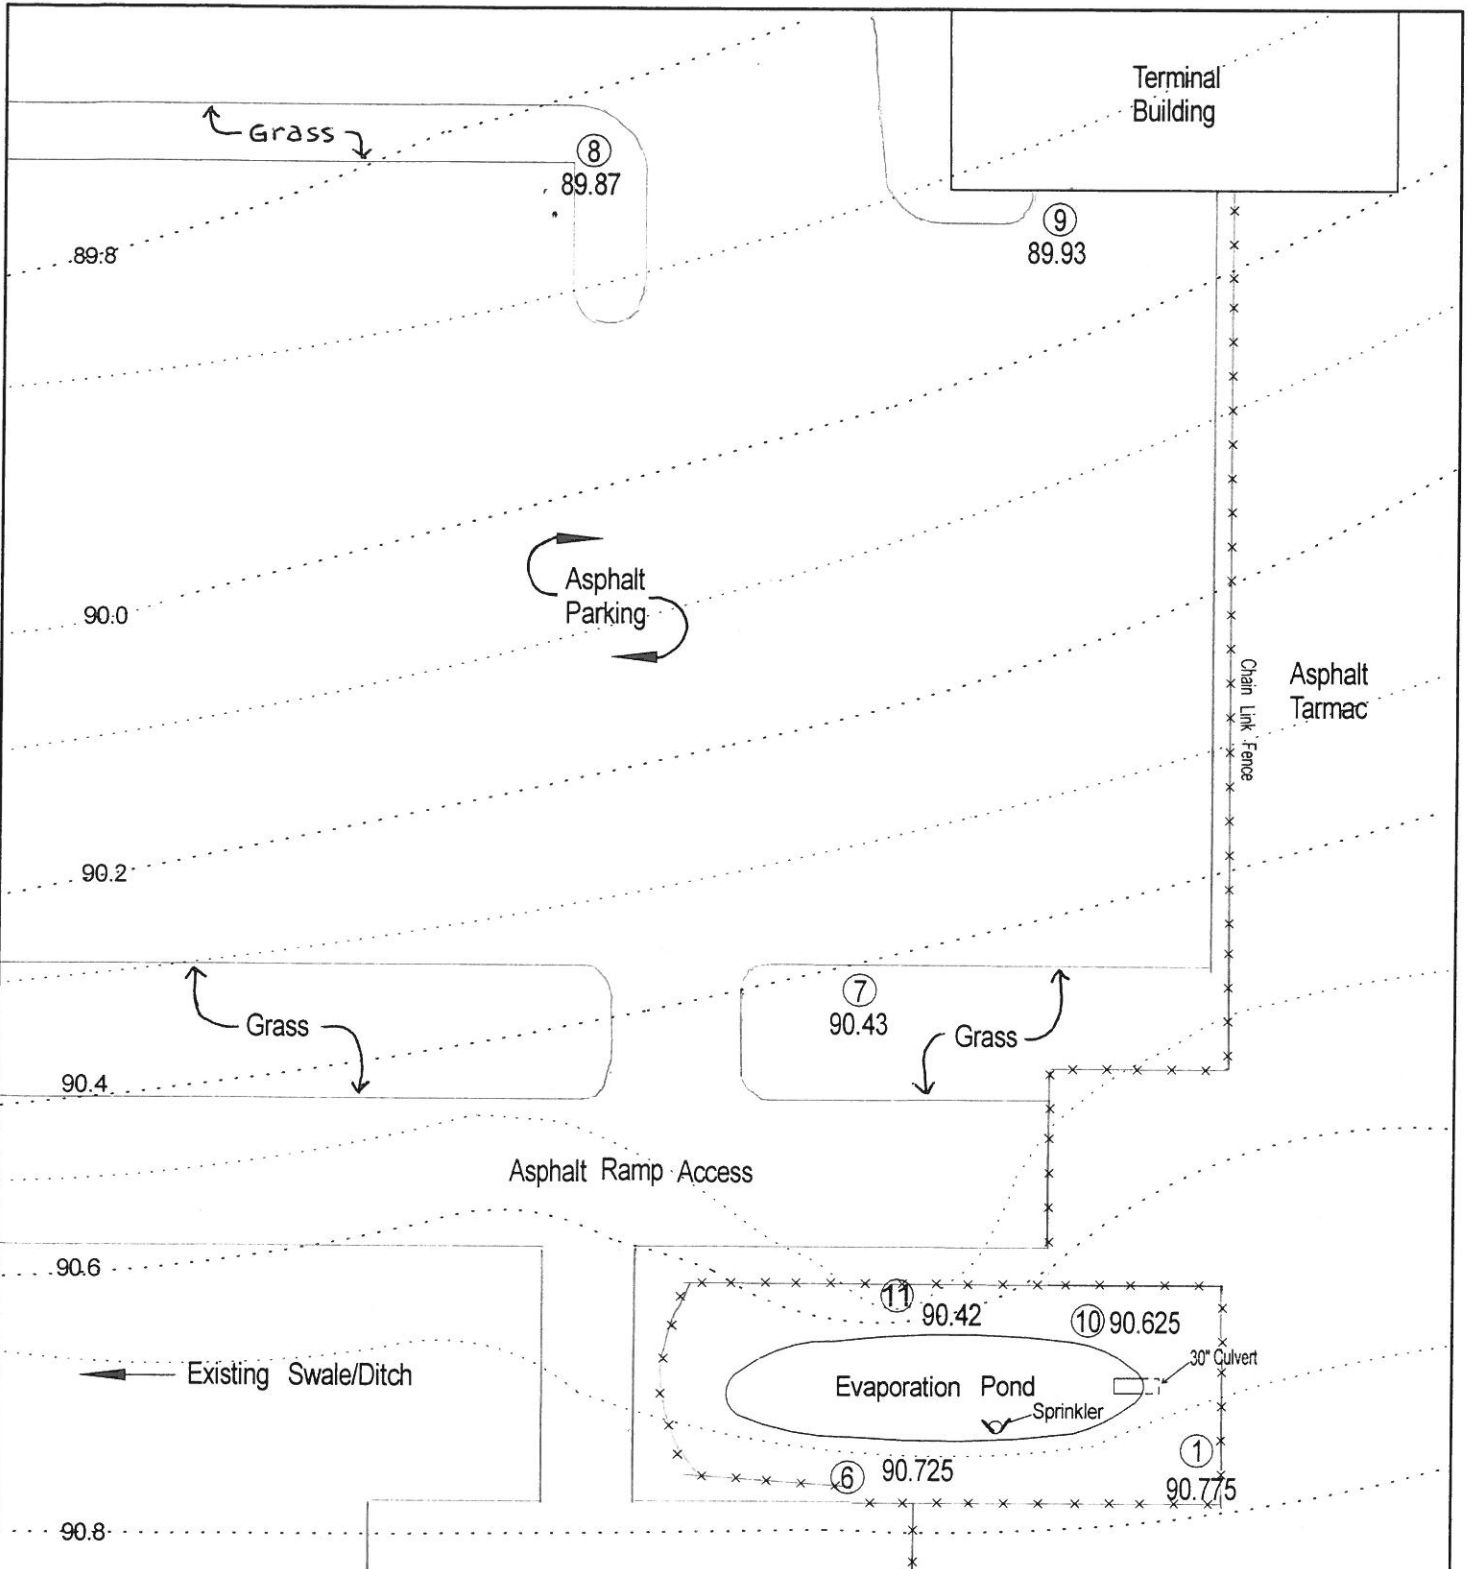 Terminal
Building
Grass
8
89.87
9
89.93
89.8
Asphalt
Parking
90.0
Chain Link Fence
Asphalt
Tarmac
90.2
7
90.43
Grass
Grass
90.4
Asphalt Ramp Access
90.6
11
90.42
10 90.625
30" Culvert
Existing Swale/Ditch
Evaporation Pond
Sprinkler
1
90.775
6
90.725
90.8